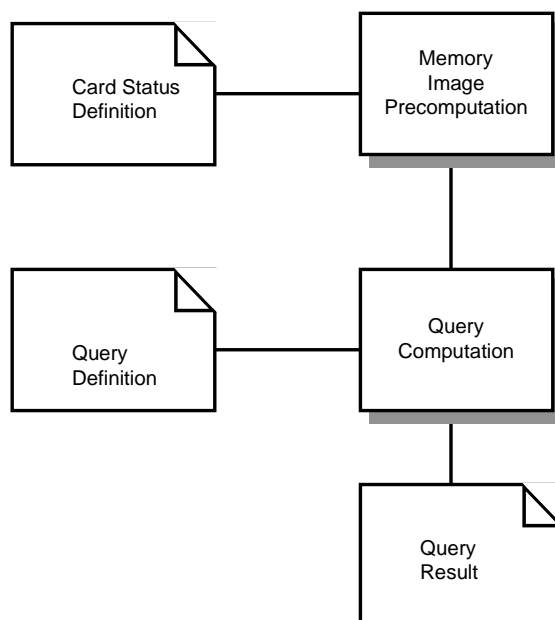 Card Status
Definition
Memory
Image
Precomputation
Query
Definition
Query
Computation
Query
Result